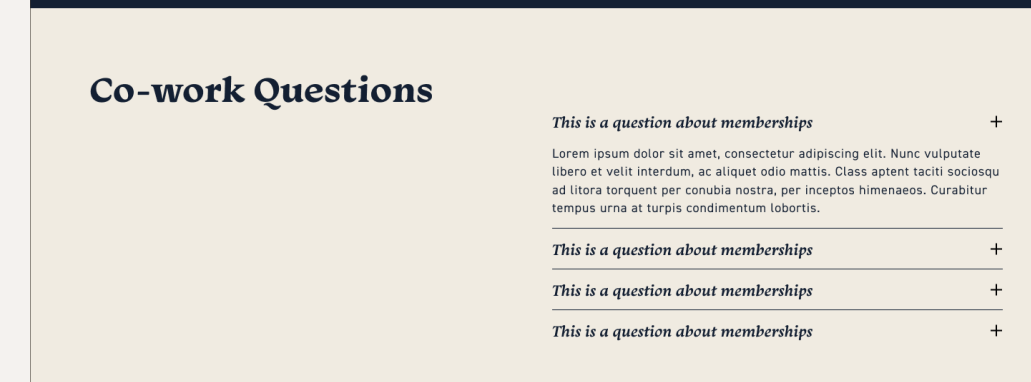 Co-work Questions
This is a question about memberships +
Lorem ipsum dolor sit amet, consectetur adipiscing elit. Nunc vulputate
libero et velit interdum, ac aliquet odio mattis. Class aptent taciti sociosqu
ad litora torquent per conubia nostra, per inceptos himenaeos. Curabitur
tempus urna at turpis condimentum lobortis.
This is a question about memberships +
This is a question about memberships +
This is a question about memberships +